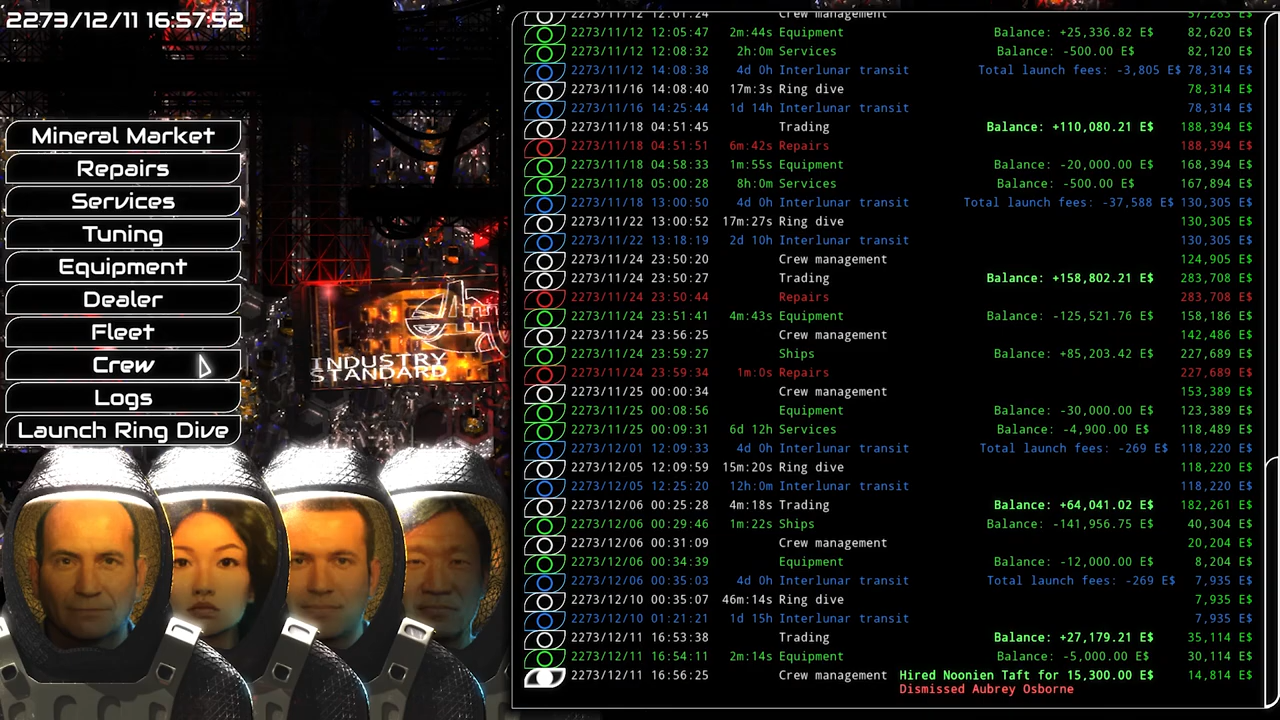 2273/12/11 16:57:52
Mineral Market
Repairs
Services
Tuning
Equipment
Dealer
Fleet
Crew
Logs
Launch Ring Dive
INDUSTRY
STANDARD
2273/11/12 12:01:24 Crew management 57,283 E$
2273/11/12 12:05:47 2m:44s Equipment Balance: +25,336.82 E$ 82,620 E$
2273/11/12 12:08:32 2h:0m Services Balance: -500.00 E$ 82,120 E$
2273/11/12 14:08:38 4d 0h Interlunar transit Total launch fees: -3,805 E$ 78,314 E$
2273/11/16 14:08:40 17m:3s Ring dive 78,314 E$
2273/11/16 14:25:44 1d 14h Interlunar transit 78,314 E$
2273/11/18 04:51:45 Trading Balance: +110,080.21 E$ 188,394 E$
2273/11/18 04:51:51 6m:42s Repairs 188,394 E$
2273/11/18 04:58:33 1m:55s Equipment Balance: -20,000.00 E$ 168,394 E$
2273/11/18 05:00:28 8h:0m Services Balance: -500.00 E$ 167,894 E$
2273/11/18 13:00:50 4d 0h Interlunar transit Total launch fees: -37,588 E$ 130,305 E$
2273/11/22 13:00:52 17m:27s Ring dive 130,305 E$
2273/11/22 13:18:19 2d 10h Interlunar transit 130,305 E$
2273/11/24 23:50:20 Crew management 124,905 E$
2273/11/24 23:50:27 Trading Balance: +158,802.21 E$ 283,708 E$
2273/11/24 23:50:44 Repairs 283,708 E$
2273/11/24 23:51:41 4m:43s Equipment Balance: -125,521.76 E$ 158,186 E$
2273/11/24 23:56:25 Crew management 142,486 E$
2273/11/24 23:59:27 Ships Balance: +85,203.42 E$ 227,689 E$
2273/11/24 23:59:34 1m:0s Repairs 227,689 E$
2273/11/25 00:00:34 Crew management 153,389 E$
2273/11/25 00:08:56 Equipment Balance: -30,000.00 E$ 123,389 E$
2273/11/25 00:09:31 6d 12h Services Balance: -4,900.00 E$ 118,489 E$
2273/12/01 12:09:33 4d 0h Interlunar transit Total launch fees: -269 E$ 118,220 E$
2273/12/05 12:09:59 15m:20s Ring dive 118,220 E$
2273/12/05 12:25:20 12h:0m Interlunar transit 118,220 E$
2273/12/06 00:25:28 4m:18s Trading Balance: +64,041.02 E$ 182,261 E$
2273/12/06 00:29:46 1m:22s Ships Balance: -141,956.75 E$ 40,304 E$
2273/12/06 00:31:09 Crew management 20,204 E$
2273/12/06 00:34:39 Equipment Balance: -12,000.00 E$ 8,204 E$
2273/12/06 00:35:03 4d 0h Interlunar transit Total launch fees: -269 E$ 7,935 E$
2273/12/10 00:35:07 46m:14s Ring dive 7,935 E$
2273/12/10 01:21:21 1d 15h Interlunar transit 7,935 E$
2273/12/11 16:53:38 Trading Balance: +27,179.21 E$ 35,114 E$
2273/12/11 16:54:11 2m:14s Equipment Balance: -5,000.00 E$ 30,114 E$
2273/12/11 16:56:25 Crew management Hired Noonien Taft for 15,300.00 E$ 14,814 E$
Dismissed Aubrey Osborne